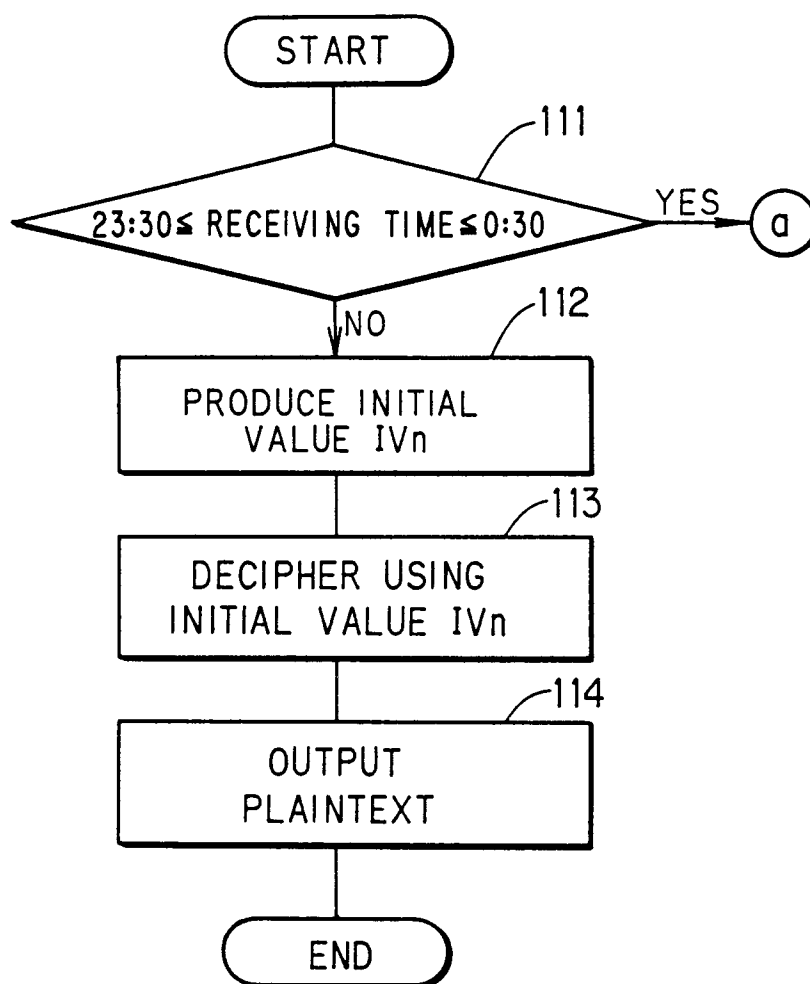 START
111
23:30≦ RECEIVING TIME≦0:30
YES
a
NO
112
PRODUCE INITIAL
VALUE IVn
113
DECIPHER USING
INITIAL VALUE IVn
114
OUTPUT
PLAINTEXT
END